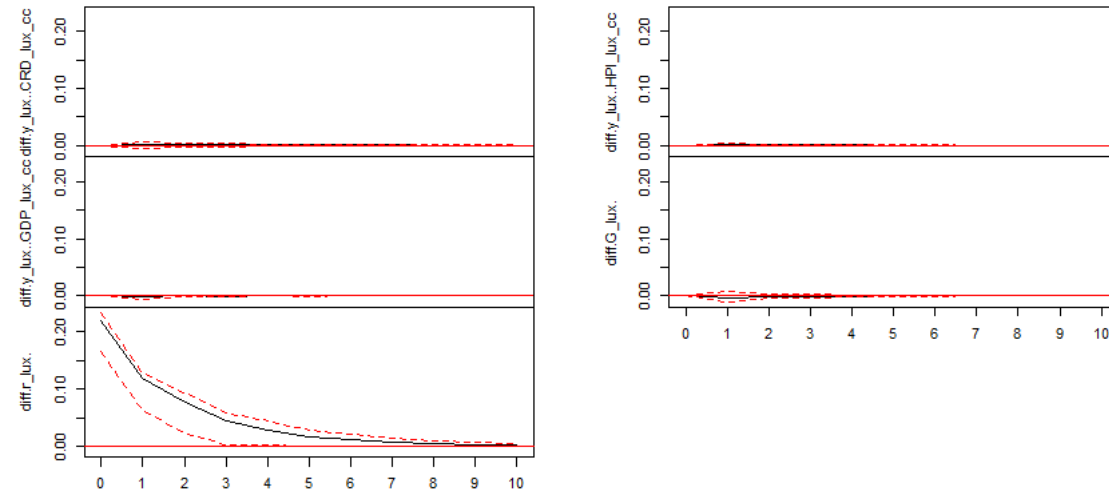 diff.y_lux..CRD_lux_cc
0.00
0.10
0.20
diff.y_lux..GDP_lux_cc
0.00
0.10
0.20
diff.r_lux.
0.00
0.10
0.20
0 1 2 3 4 5 6 7 8 9 10
diff.y_lux..HPI_lux_cc
0.00
0.10
0.20
diff.G_lux.
0.00
0.10
0.20
0 1 2 3 4 5 6 7 8 9 10